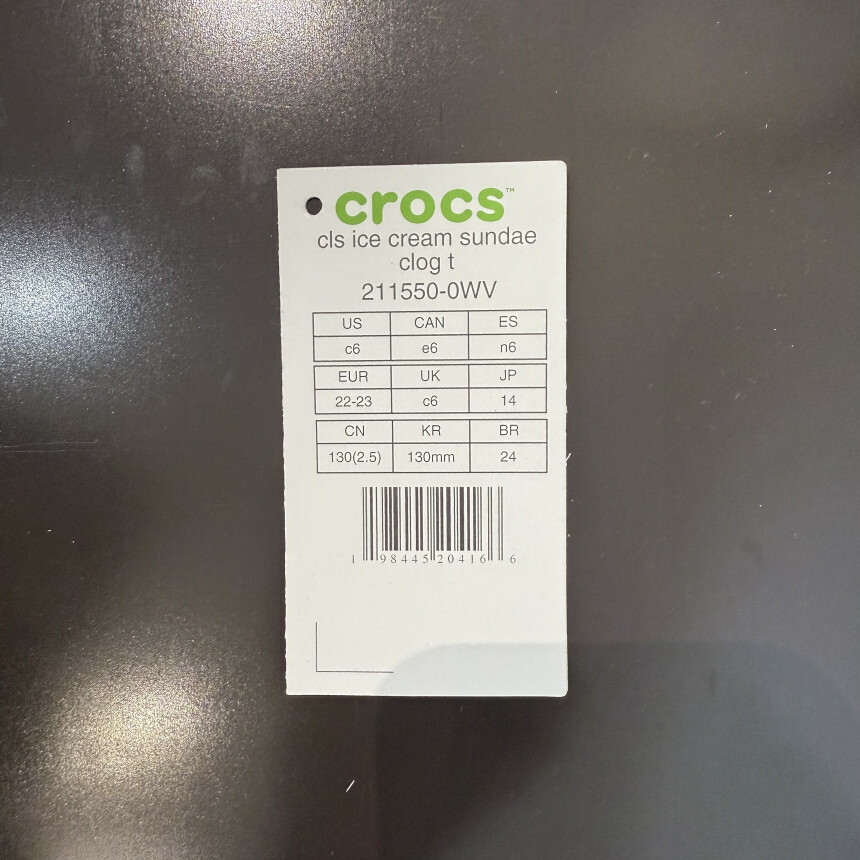 crocs™
cls ice cream sundae
clog t
211550-0WV
US CAN ES
c6 e6 n6
EUR UK JP
22-23 c6 14
CN KR BR
130(2.5) 130mm 24
1 98445 20416 6